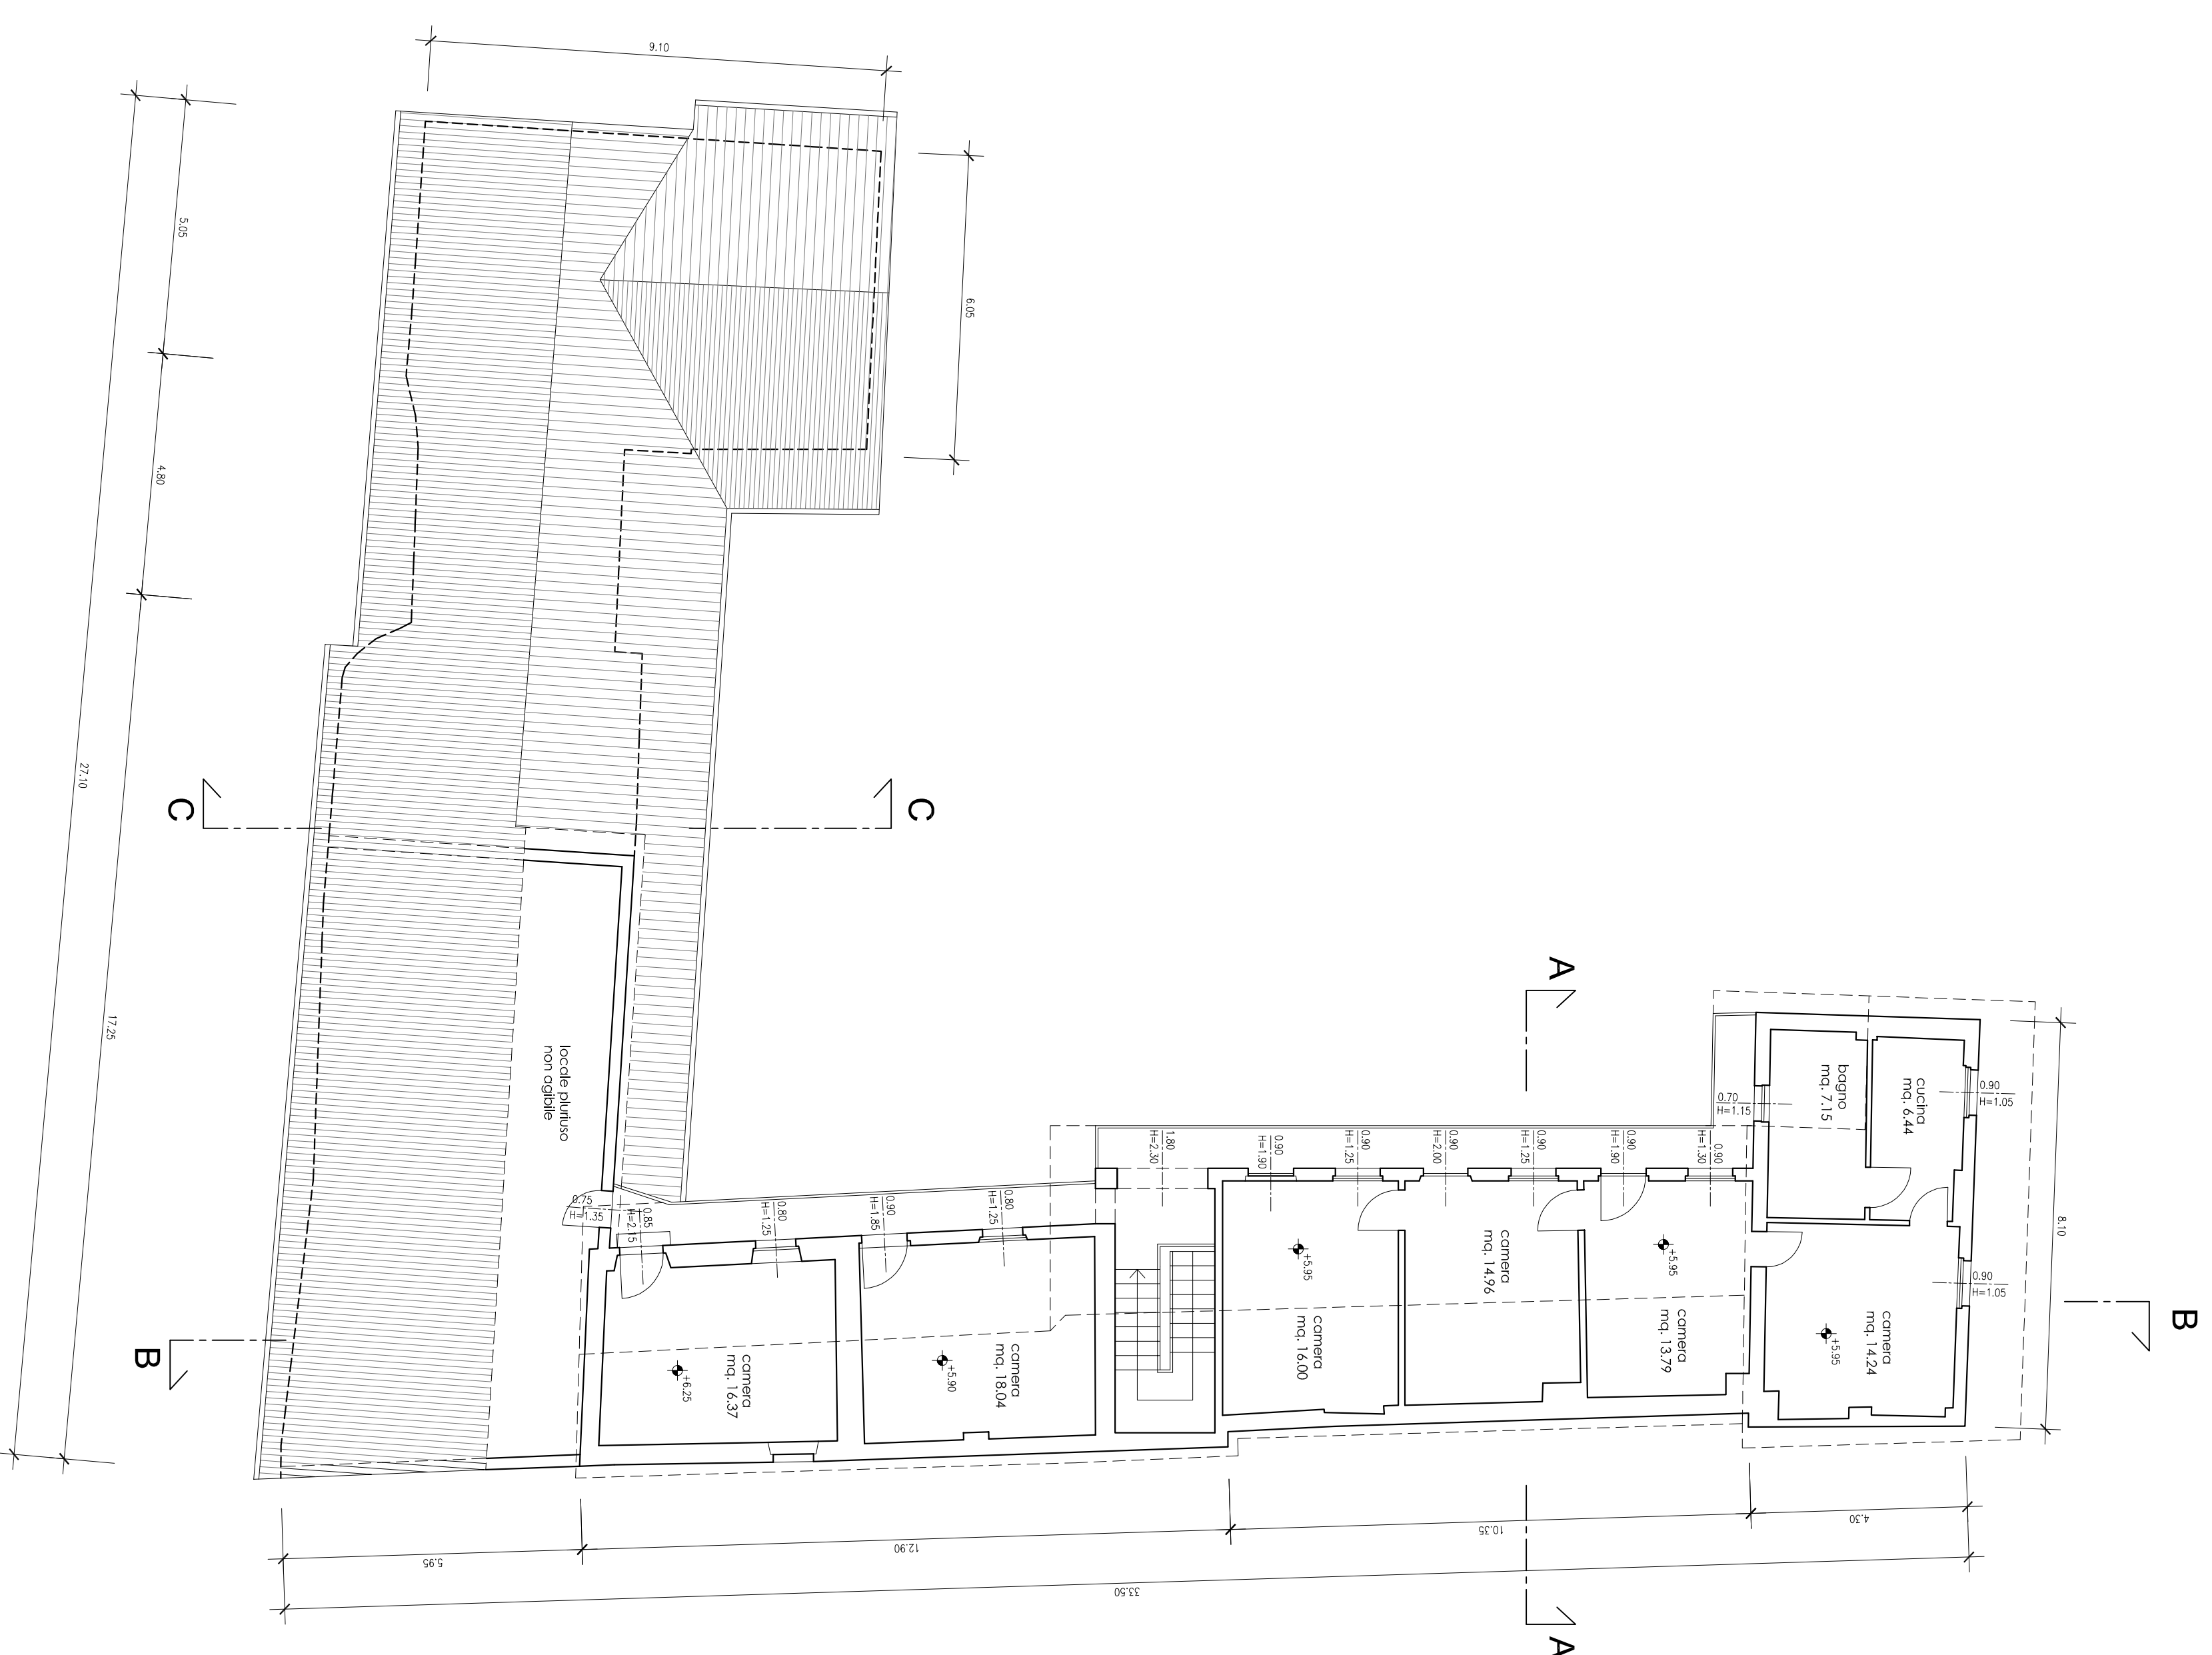 9.10
5.05
6.05
4.80
27.10
17.25
C
C
A
B
B
A
locale pluriuso
non agibile
bagno
mq. 7.15
cucina
mq. 6.44
0.90
H=1.05
0.70
H=1.15
8.10
1.80
H=2.30
0.90
H=1.90
0.90
H=1.25
0.90
H=2.00
0.90
H=1.25
0.90
H=1.90
0.90
H=1.30
0.75
H=1.35
0.85
H=2.15
0.80
H=1.25
0.90
H=1.85
0.80
H=1.25
0.90
H=1.05
+5.95
+5.95
+5.95
+5.90
+6.25
camera
mq. 16.37
camera
mq. 18.04
camera
mq. 16.00
camera
mq. 14.96
camera
mq. 13.79
camera
mq. 14.24
5.95
12.90
10.35
4.30
33.50